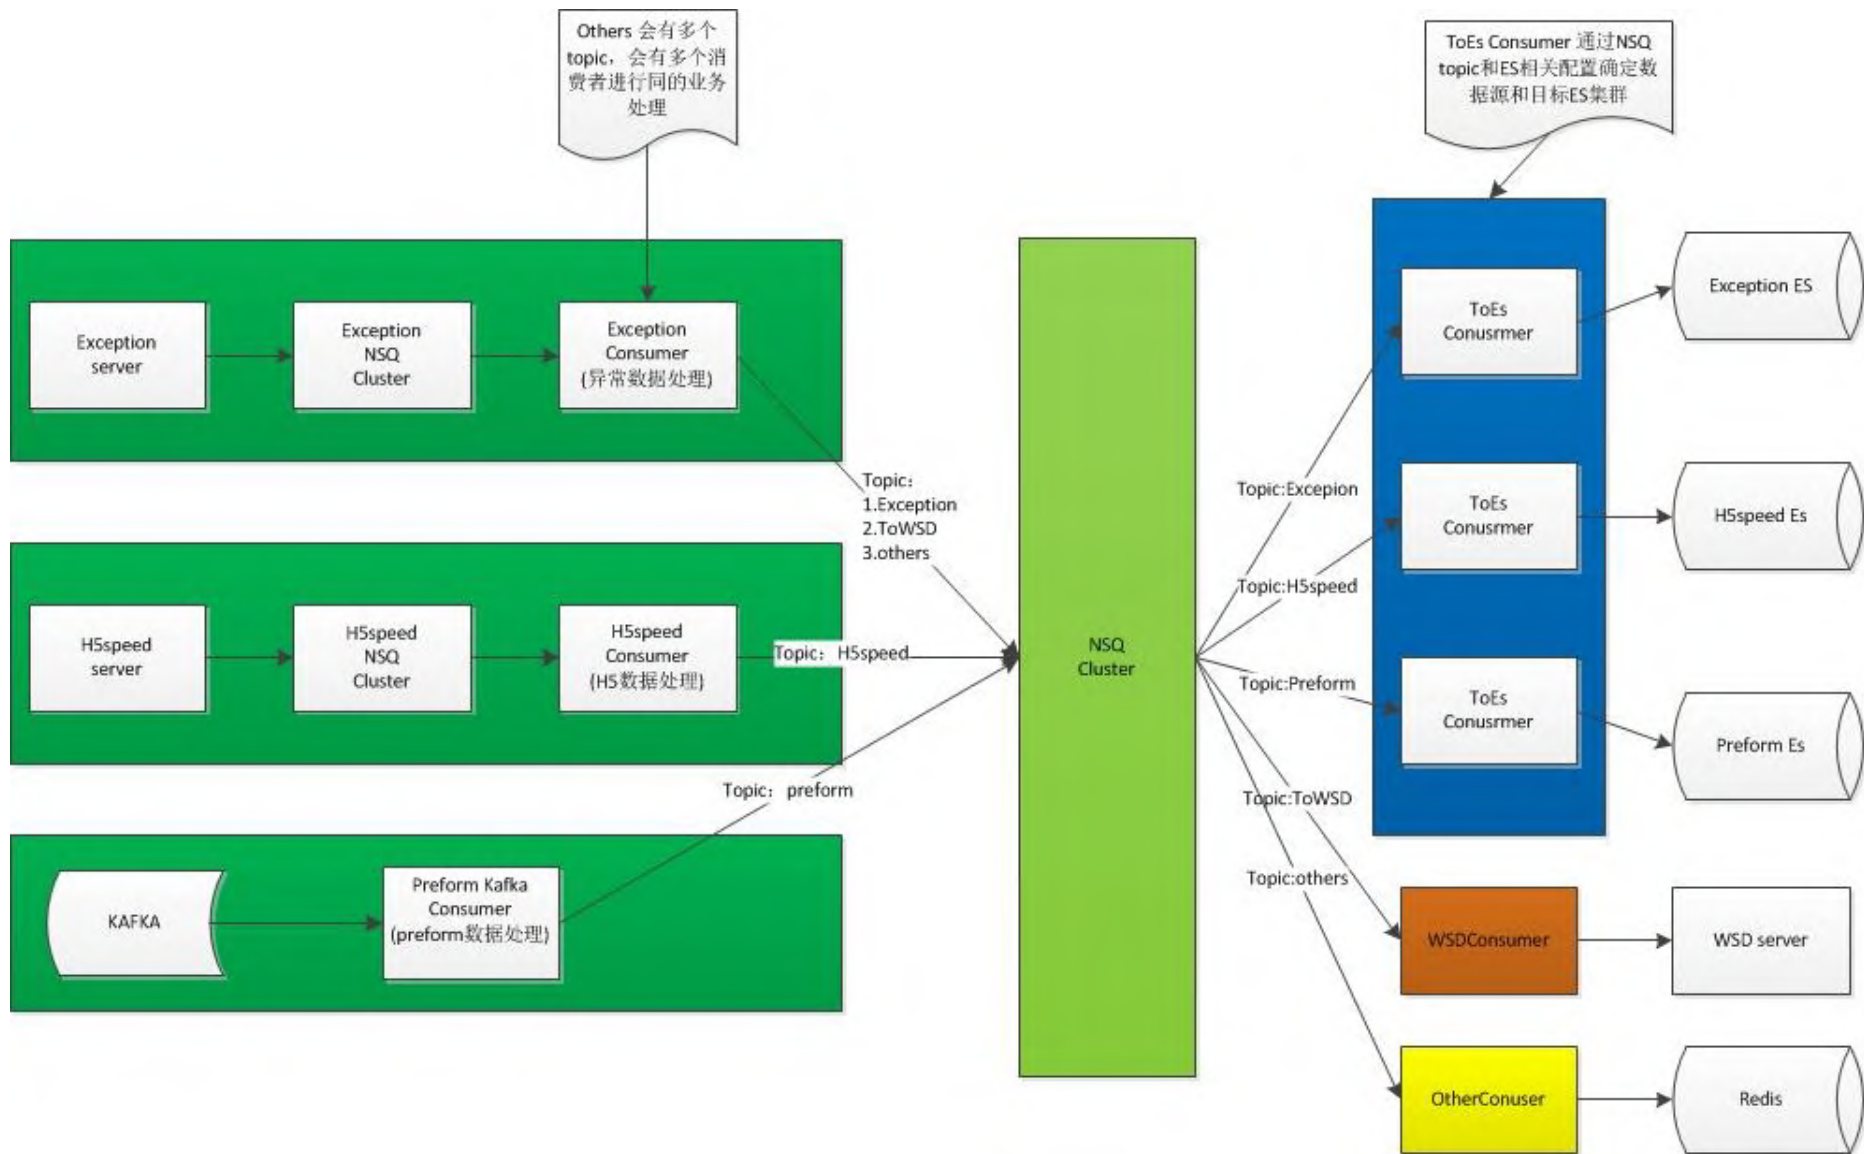 Others 会有多个
topic，会有多个消
费者进行同的业务
处理
ToEs Consumer 通过NSQ
topic和ES相关配置确定数
据源和目标ES集群
Exception
server
Exception
NSQ
Cluster
Exception
Consumer
(异常数据处理)
Topic：
1.Exception
2.ToWSD
3.others
H5speed
server
H5speed
NSQ
Cluster
H5speed
Consumer
(H5数据处理)
Topic：H5speed
Topic：preform
KAFKA
Preform Kafka
Consumer
(preform数据处理)
NSQ
Cluster
Topic:Excepion
Topic:H5speed
Topic:Preform
Topic:ToWSD
Topic:others
ToEs
Conusrmer
Exception ES
ToEs
Conusrmer
H5speed Es
ToEs
Conusrmer
Preform Es
WSDConsumer
WSD server
OtherConuser
Redis